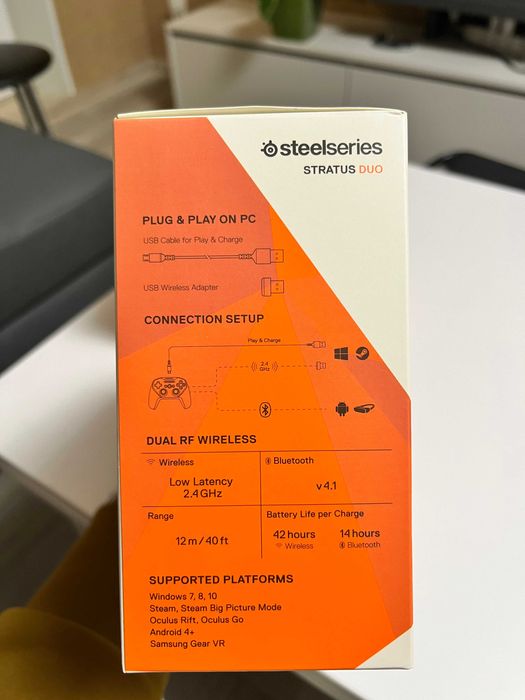 steelseries
STRATUS DUO
PLUG & PLAY ON PC
USB Cable for Play & Charge
USB Wireless Adapter
CONNECTION SETUP
Play & Charge
2.4
GHz
DUAL RF WIRELESS
Wireless
Bluetooth
Low Latency
2.4 GHz
v 4.1
Range
Battery Life per Charge
12 m / 40 ft
42 hours
14 hours
Wireless
Bluetooth
SUPPORTED PLATFORMS
Windows 7, 8, 10
Steam, Steam Big Picture Mode
Oculus Rift, Oculus Go
Android 4+
Samsung Gear VR